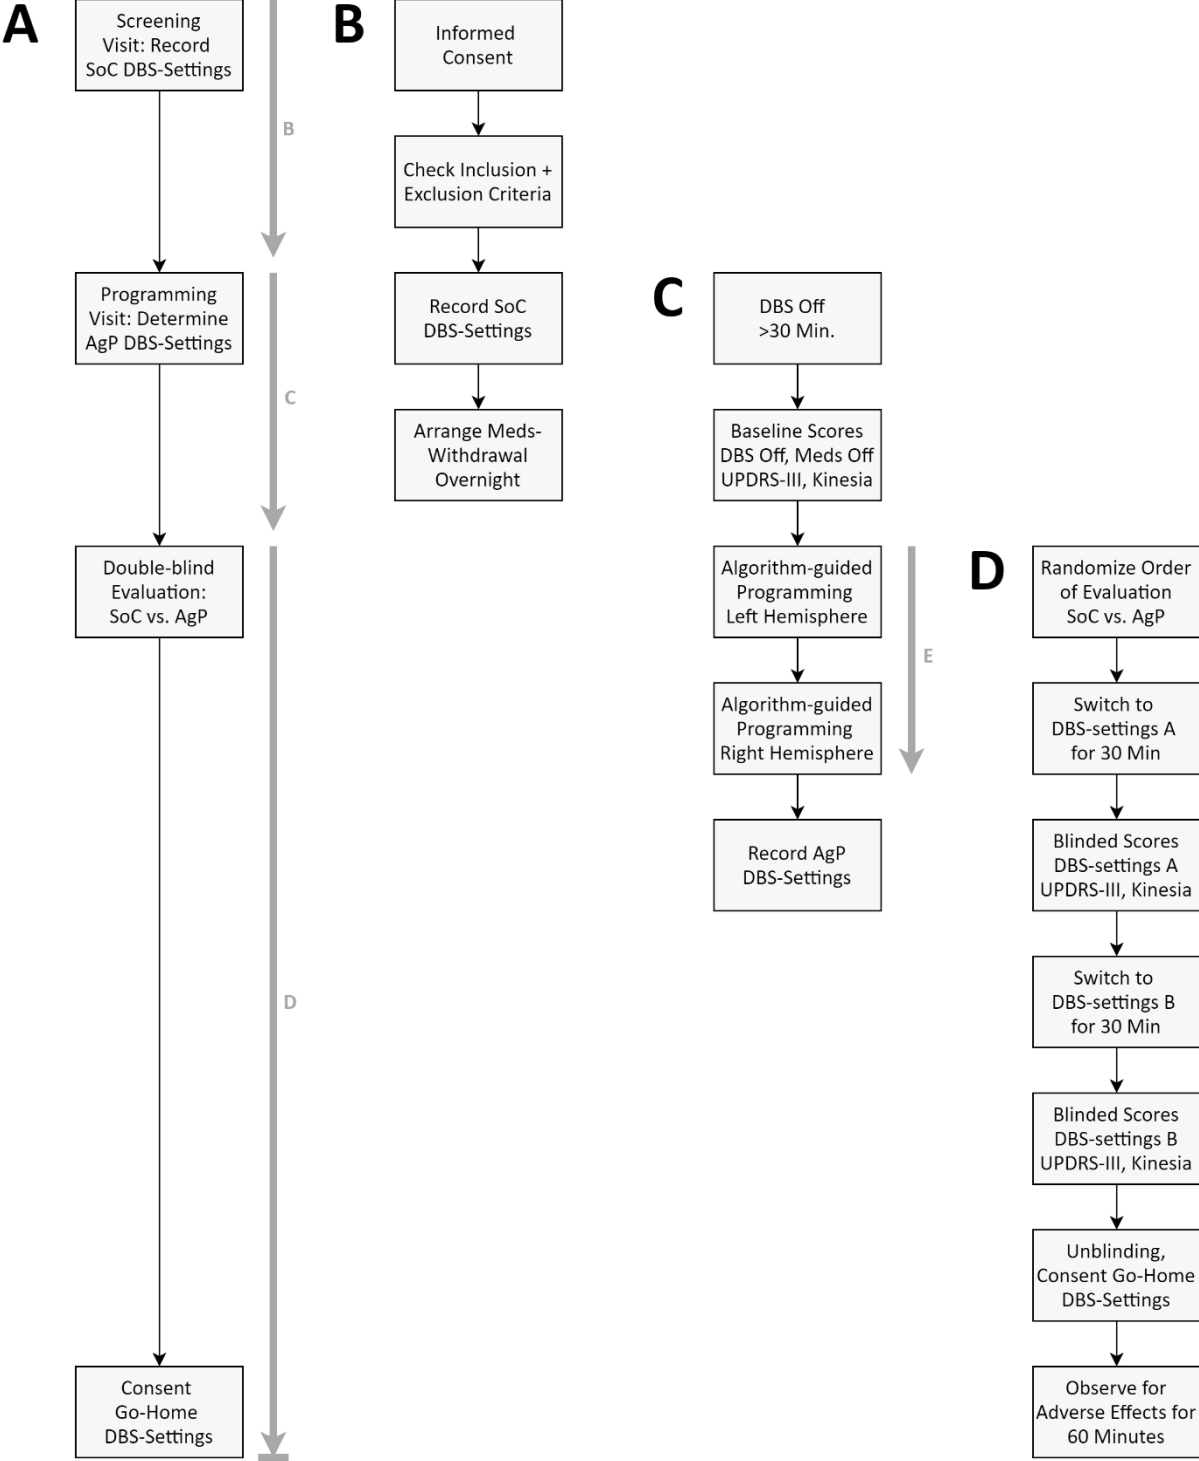 A
Screening
Visit: Record
SoC DBS-Settings
B
Programming
Visit: Determine
AgP DBS-Settings
C
Double-blind
Evaluation:
SoC vs. AgP
D
Consent
Go-Home
DBS-Settings
B
Informed
Consent
Check Inclusion +
Exclusion Criteria
Record SoC
DBS-Settings
Arrange Meds-
Withdrawal
Overnight
C
DBS Off
>30 Min.
Baseline Scores
DBS Off, Meds Off
UPDRS-III, Kinesia
Algorithm-guided
Programming
Left Hemisphere
Algorithm-guided
Programming
Right Hemisphere
E
Record AgP
DBS-Settings
D
Randomize Order
of Evaluation
SoC vs. AgP
Switch to
DBS-settings A
for 30 Min
Blinded Scores
DBS-settings A
UPDRS-III, Kinesia
Switch to
DBS-settings B
for 30 Min
Blinded Scores
DBS-settings B
UPDRS-III, Kinesia
Unblinding,
Consent Go-Home
DBS-Settings
Observe for
Adverse Effects for
60 Minutes